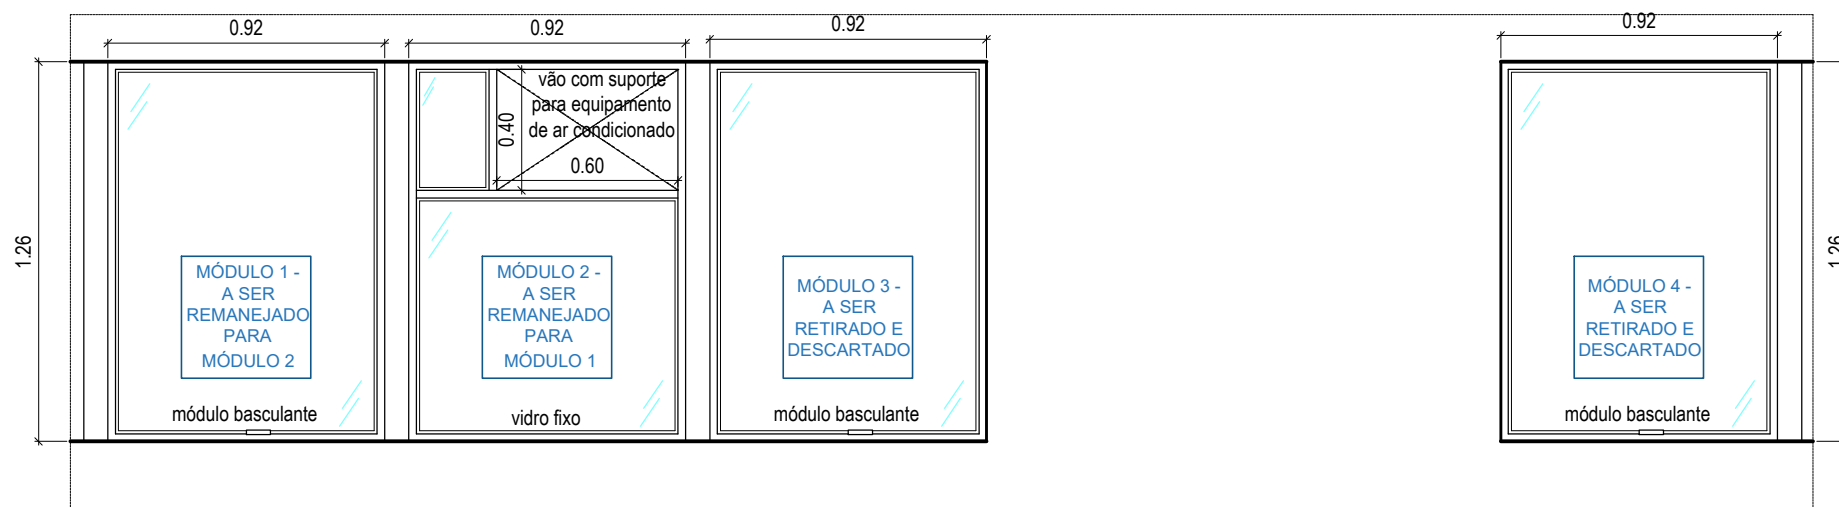 0.92
0.92
0.92
0.92
vão com suporte
para equipamento
de ar condicionado
0.40
0.60
1.26
1.26
MÓDULO 1 -
A SER
REMANEJADO
PARA
MÓDULO 2
MÓDULO 2 -
A SER
REMANEJADO
PARA
MÓDULO 1
MÓDULO 3 -
A SER
RETIRADO E
DESCARTADO
MÓDULO 4 -
A SER
RETIRADO E
DESCARTADO
módulo basculante
vidro fixo
módulo basculante
módulo basculante